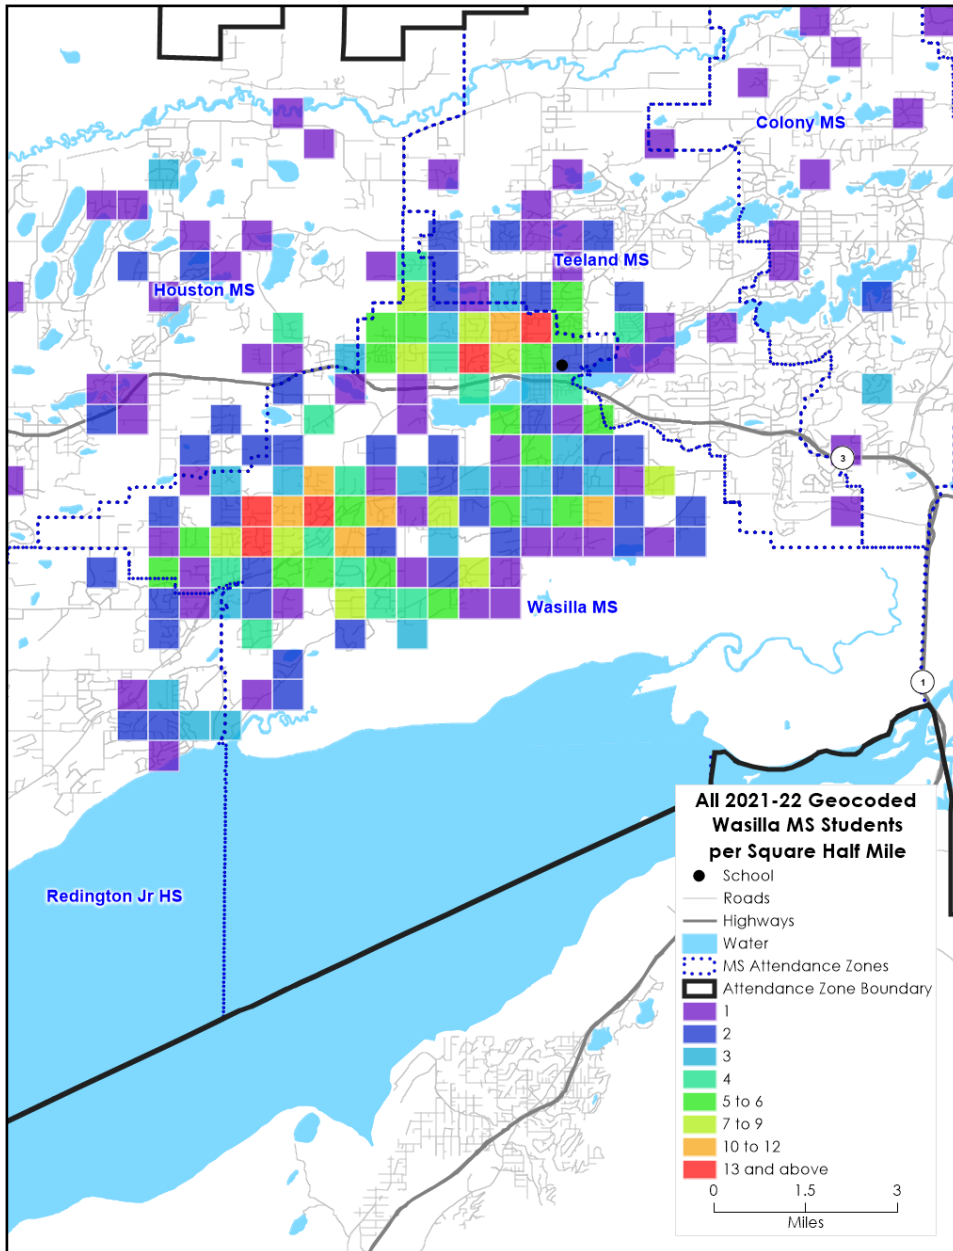 Colony MS
Teeland MS
Houston MS
3
Wasilla MS
1
Redington Jr HS
All 2021-22 Geocoded
Wasilla MS Students
per Square Half Mile
School
Roads
Highways
Water
MS Attendance Zones
Attendance Zone Boundary
1
2
3
4
5 to 6
7 to 9
10 to 12
13 and above
0 1.5 3
Miles